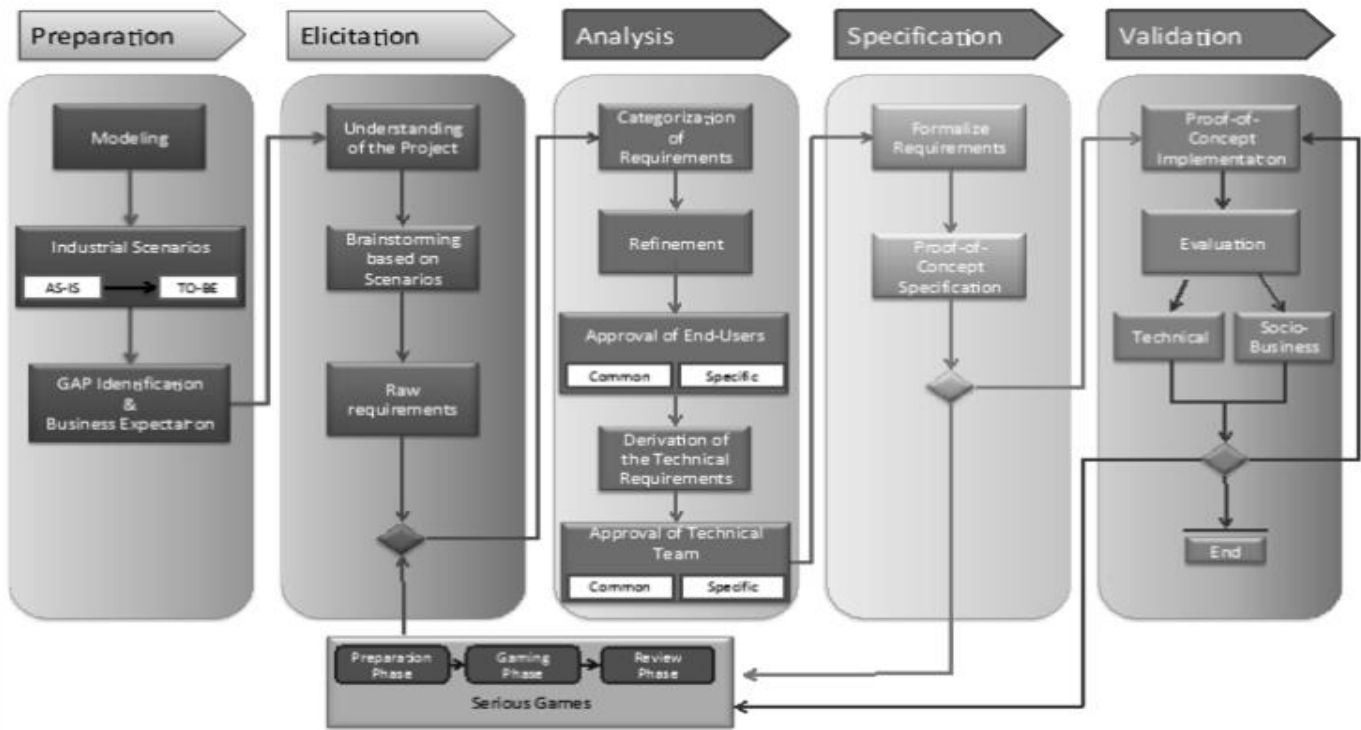 Preparation
Elicitation
Analysis
Specification
Validation
Modeling
Industrial Scenarios
AS-IS
TO-BE
GAP Identification
&
Business Expectation
Understanding
of the Project
Brainstorming
based on
Scenarios
Raw
requirements
Categorization
of
Requirements
Refinement
Approval of End-Users
Common
Specific
Derivation of
the Technical
Requirements
Approval of Technical
Team
Common
Specific
Formalize
Requirements
Proof-of-
Concept
Specification
Proof-of-
Concept
Implementation
Evaluation
Technical
Socio-
Business
End
Preparation
Phase
Gaming
Phase
Review
Phase
Serious Games